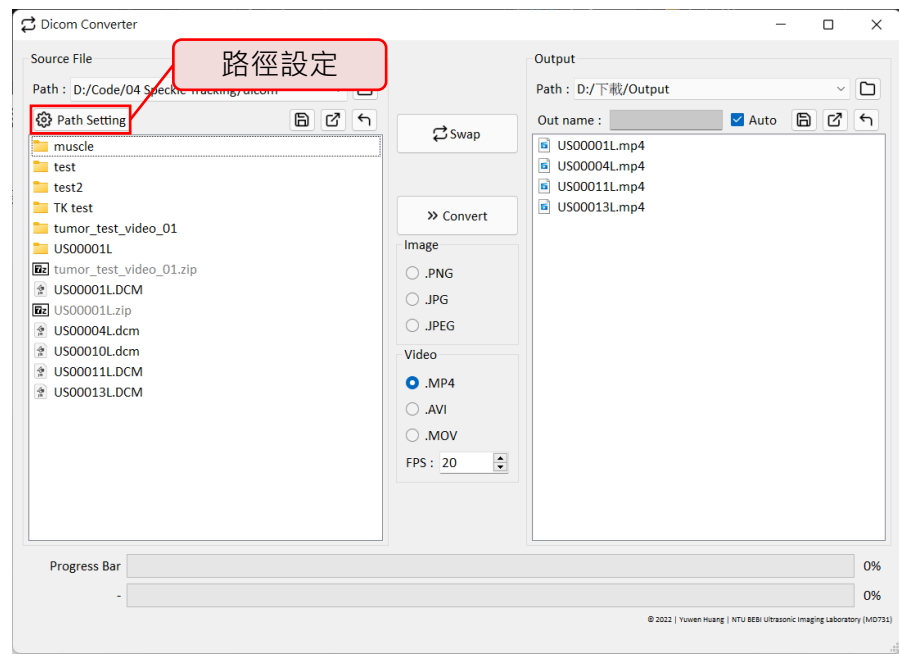 Dicom Converter
Source File
路徑設定
Path : D:/Code/04 Speckle Tracking/dicom
Path Setting
muscle
test
test2
TK test
tumor_test_video_01
US00001L
tumor_test_video_01.zip
US00001L.DCM
US00001L.zip
US00004L.dcm
US00010L.dcm
US00011L.DCM
US00013L.DCM
Swap
Convert
Image
.PNG
.JPG
.JPEG
Video
.MP4
.AVI
.MOV
FPS : 20
Output
Path : D:/下載/Output
Out name :
Auto
US00001L.mp4
US00004L.mp4
US00011L.mp4
US00013L.mp4
Progress Bar
0%
-
0%
© 2022 | Yuwen Huang | NTU BEBI Ultrasonic Imaging Laboratory (MD731)